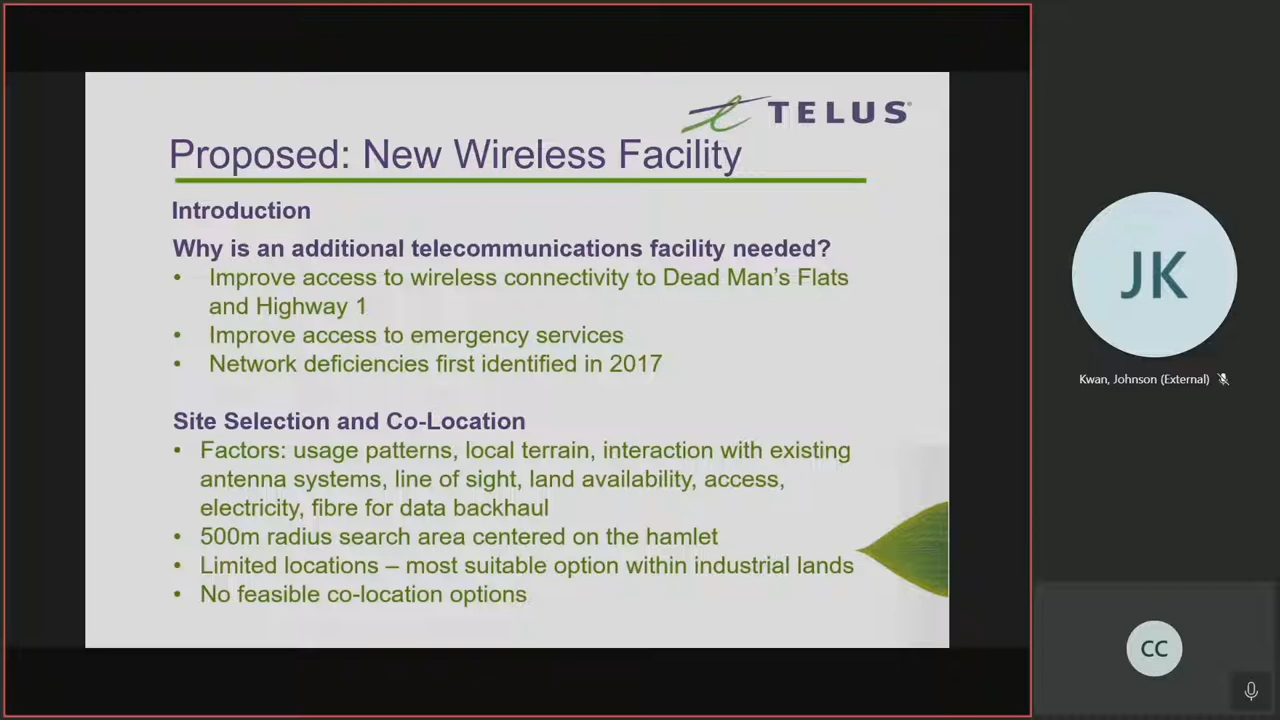 TELUS
Proposed: New Wireless Facility
Introduction
Why is an additional telecommunications facility needed?
• Improve access to wireless connectivity to Dead Man's Flats
and Highway 1
• Improve access to emergency services
• Network deficiencies first identified in 2017
Site Selection and Co-Location
• Factors: usage patterns, local terrain, interaction with existing
antenna systems, line of sight, land availability, access,
electricity, fibre for data backhaul
• 500m radius search area centered on the hamlet
• Limited locations – most suitable option within industrial lands
• No feasible co-location options
JK
Kwan, Johnson (External)
CC